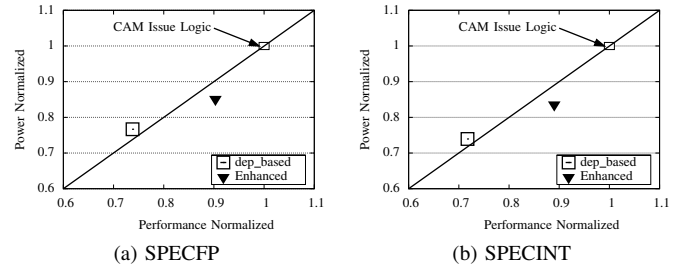 1.1
CAM Issue Logic
1
0.9
0.8
0.7
0.6
Power Normalized
dep_based
Enhanced
0.6 0.7 0.8 0.9 1 1.1
Performance Normalized
(a) SPECFP
1.1
CAM Issue Logic
1
0.9
0.8
0.7
0.6
Power Normalized
dep_based
Enhanced
0.6 0.7 0.8 0.9 1 1.1
Performance Normalized
(b) SPECINT